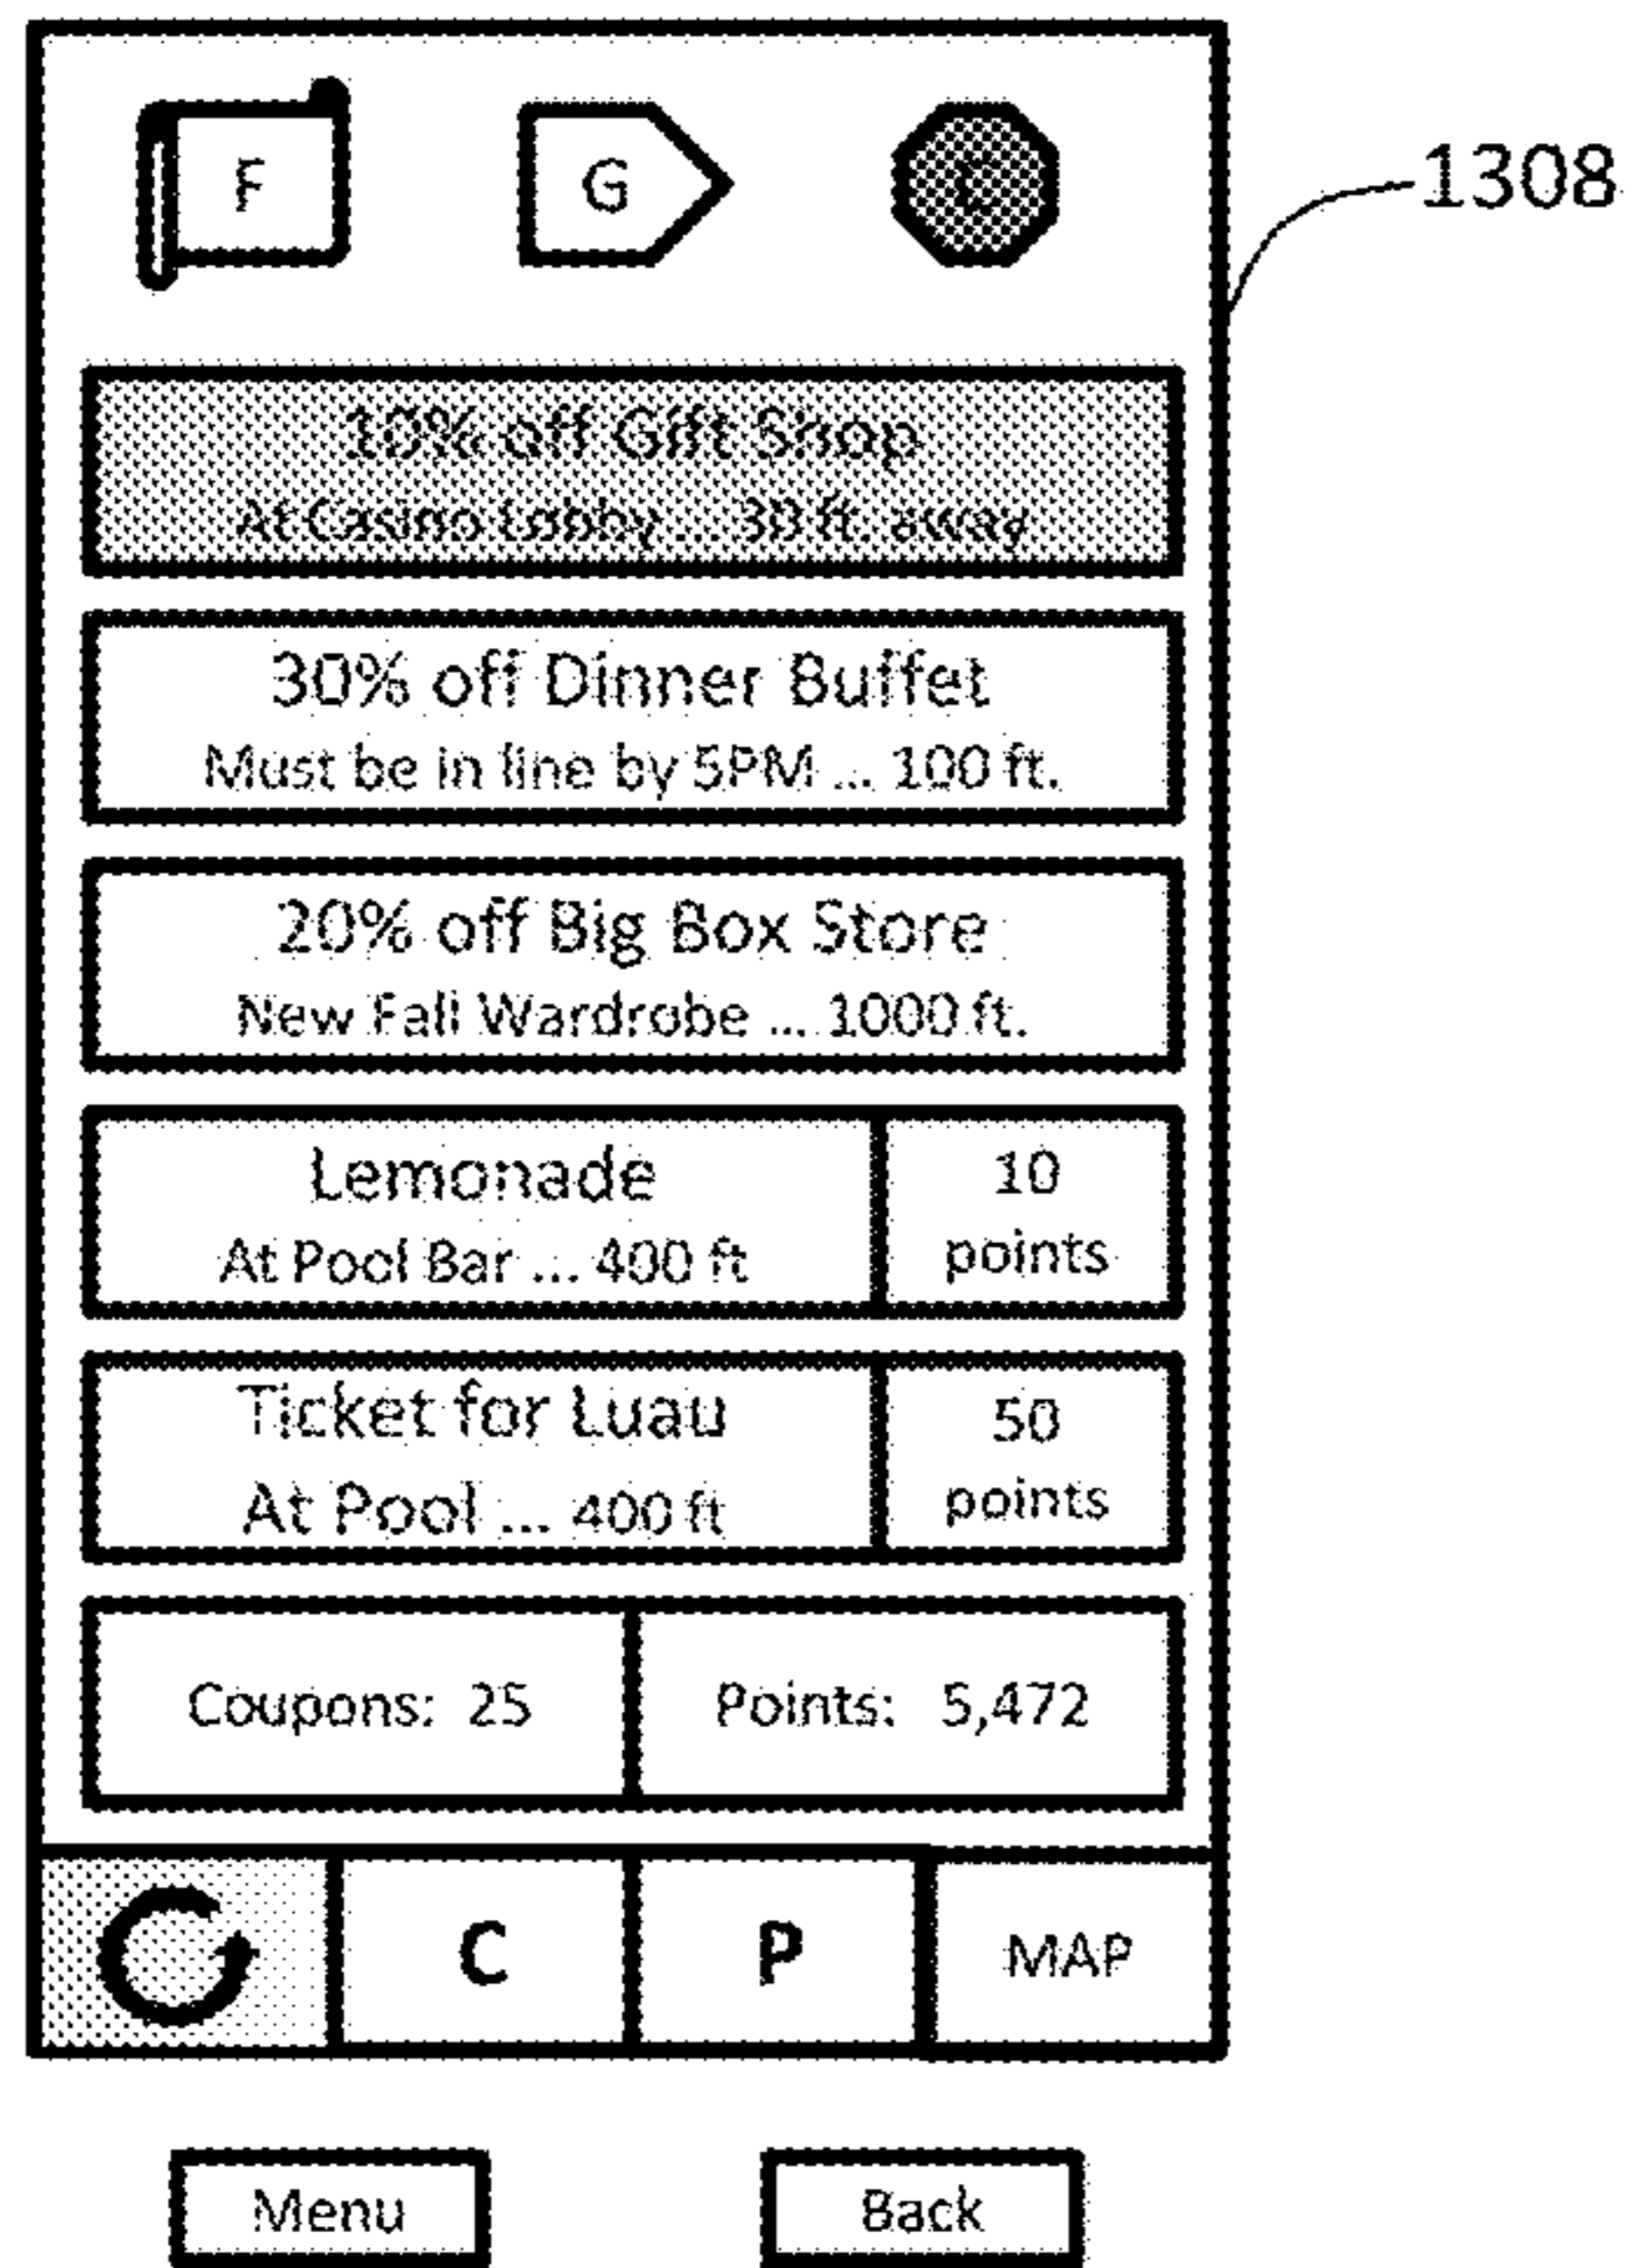 F
G
1308
10% off Gift Shop
At Casino Lobby ... 30 ft. away
30% off Dinner Buffet
Must be in line by 5PM ... 100 ft.
20% off Big Box Store
New Fall Wardrobe ... 1000 ft.
Lemonade
10
At Pool Bar ... 400 ft
points
Ticket for Luau
50
At Pool ... 400 ft
points
Coupons: 25
Points: 5,472
C
P
MAP
Menu
Back